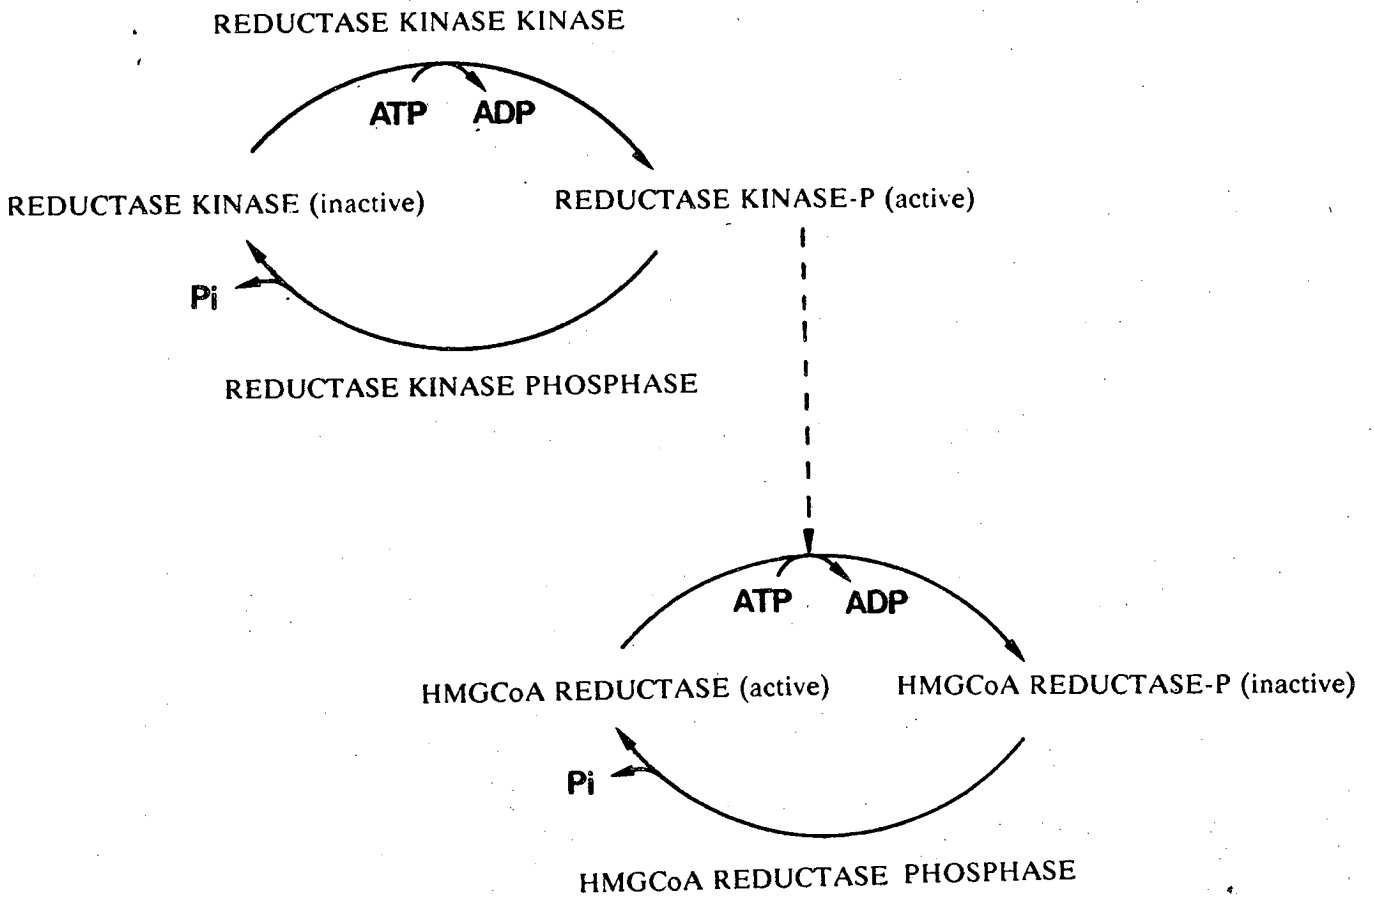 REDUCTASE KINASE KINASE
ATP ADP
REDUCTASE KINASE (inactive) REDUCTASE KINASE-P (active)
Pi
REDUCTASE KINASE PHOSPHASE
ATP ADP
HMGCoA REDUCTASE (active) HMGCoA REDUCTASE-P (inactive)
Pi
HMGCoA REDUCTASE PHOSPHASE